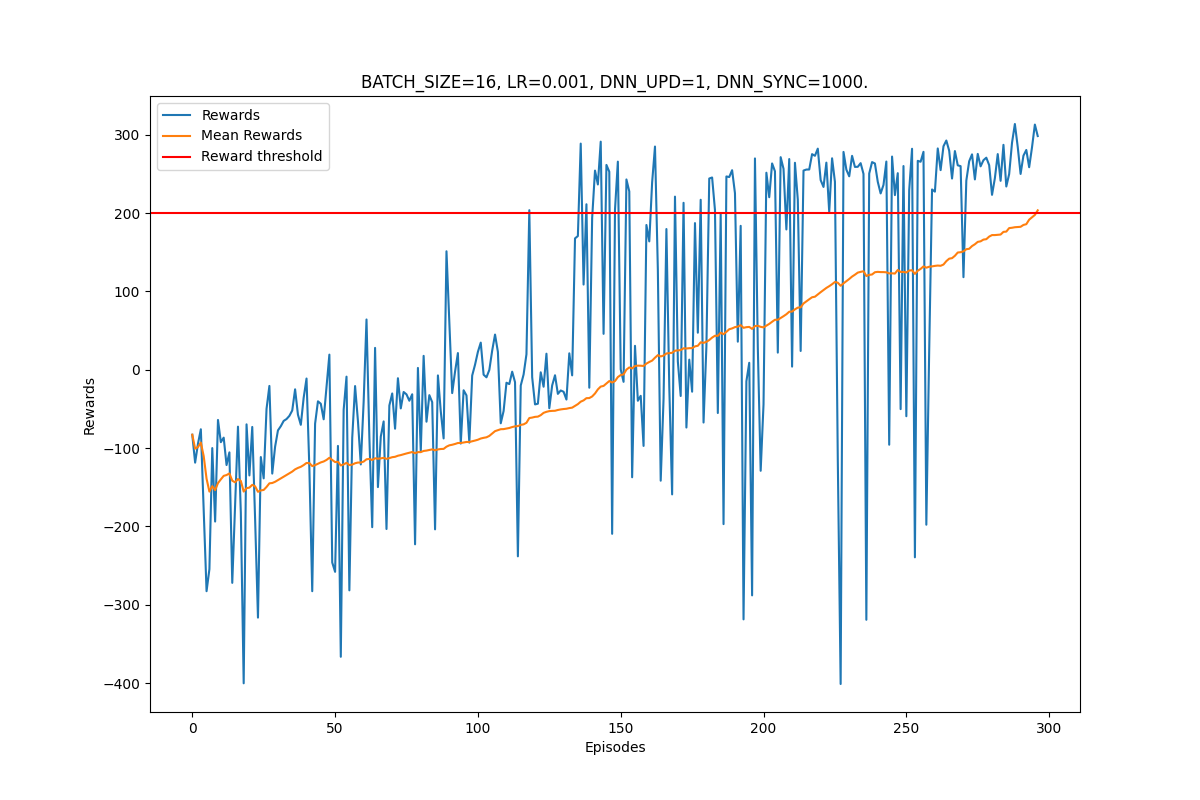 BATCH_SIZE=16, LR=0.001, DNN_UPD=1, DNN_SYNC=1000.
Rewards
Mean Rewards
Reward threshold
300
200
100
0
−100
−200
−300
−400
Rewards
0
50
100
150
200
250
300
Episodes